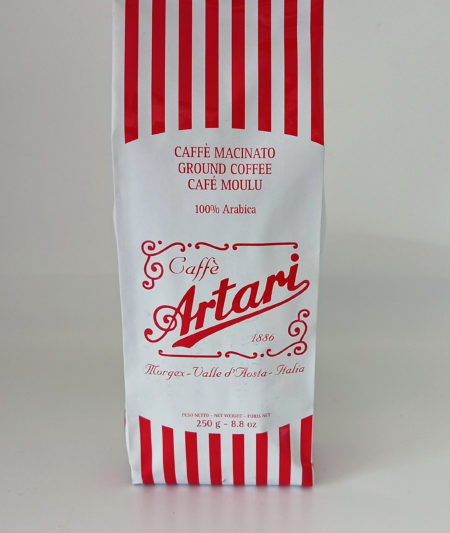 CAFFÈ MACINATO
GROUND COFFEE
CAFÉ MOULU
100% Arabica
Caffè
Artari
1886
Morgex - Valle d'Aosta - Italia
PESO NETTO - NET WEIGHT - POIDS NET
250 g - 8.8 oz